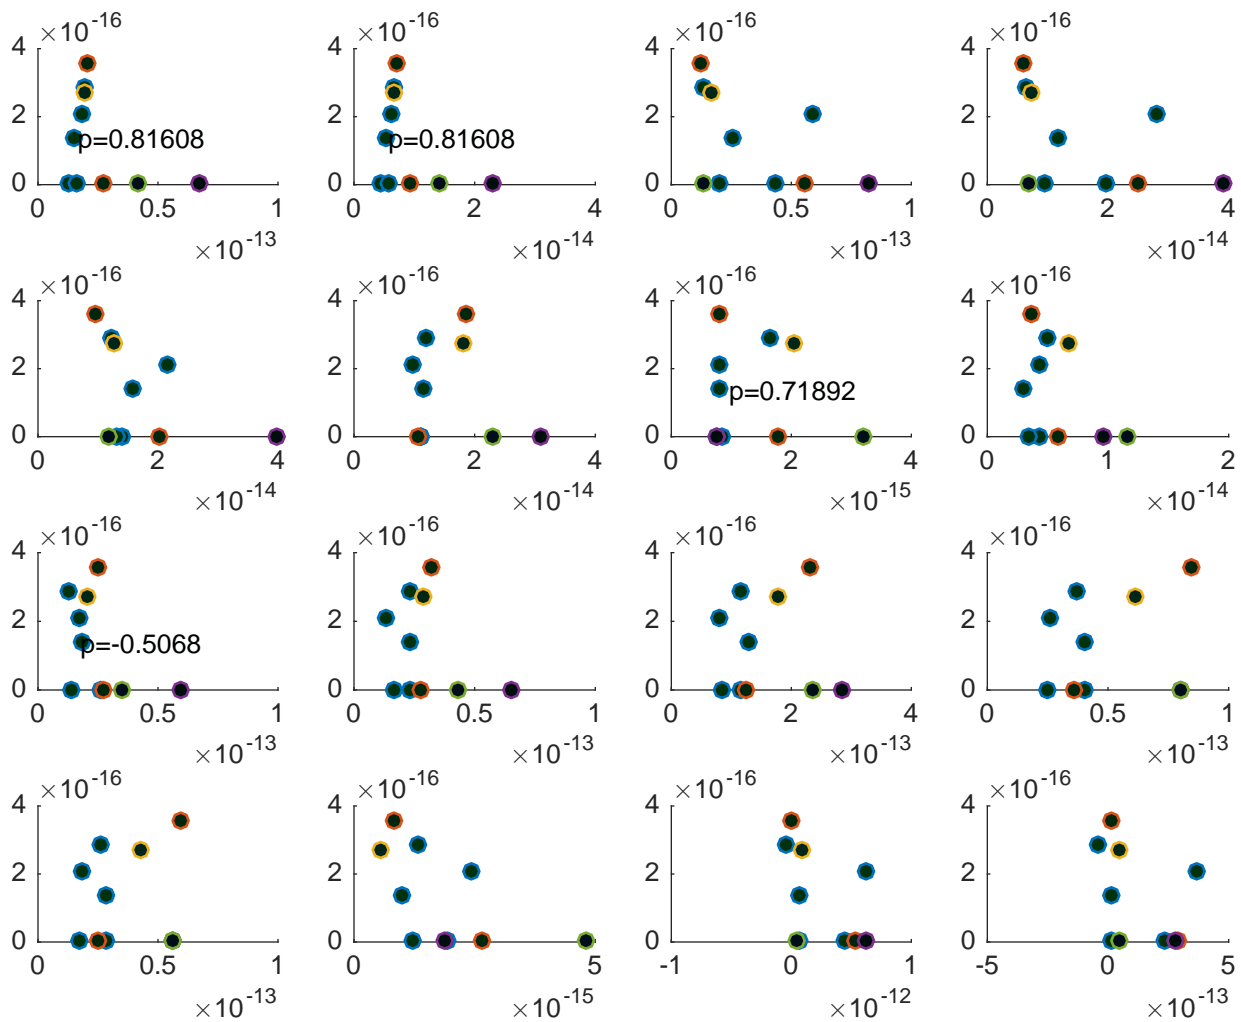 ×10-16 ×10-16 ×10-16 ×10-16
4 4 4 4
2 2 2 2
p=0.81608 p=0.81608
0 0 0 0
0 0.5 1 0 2 4 0 0.5 1 0 2 4
×10-13 ×10-14 ×10-13 ×10-14
×10-16 ×10-16 ×10-16 ×10-16
4 4 4 4
2 2 2 2
p=0.71892
0 0 0 0
0 2 4 0 2 4 0 2 4 0 1 2
×10-14 ×10-14 ×10-15 ×10-14
×10-16 ×10-16 ×10-16 ×10-16
4 4 4 4
2 2 2 2
p=-0.5068
0 0 0 0
0 0.5 1 0 0.5 1 0 2 4 0 0.5 1
×10-13 ×10-13 ×10-13 ×10-13
×10-16 ×10-16 ×10-16 ×10-16
4 4 4 4
2 2 2 2
0 0 0 0
0 0.5 1 0 5 -1 0 1 -5 0 5
×10-13 ×10-15 ×10-12 ×10-13